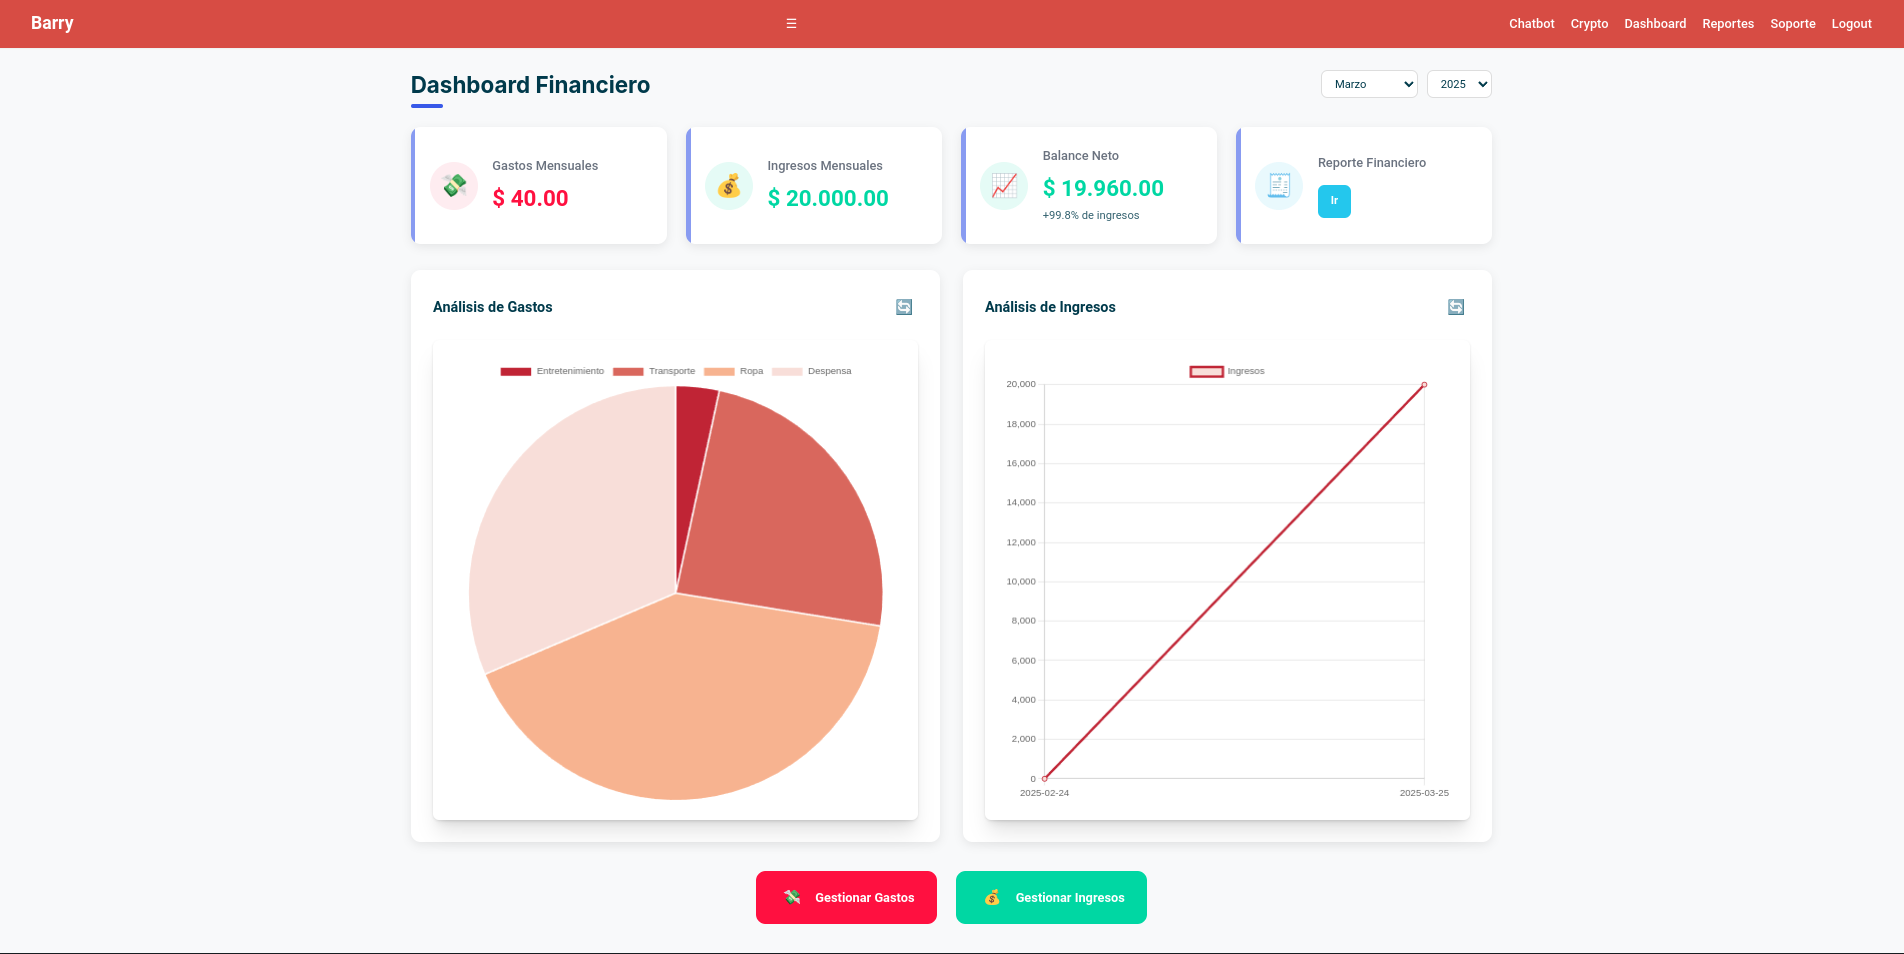 Barry ☰ Chatbot Crypto Dashboard Reportes Soporte Logout
Dashboard Financiero
Marzo 2025
Gastos Mensuales
$ 40.00
Ingresos Mensuales
$ 20.000.00
Balance Neto
$ 19.960.00
+99.8% de ingresos
Reporte Financiero
Ir
Análisis de Gastos
Entretenimiento Transporte Ropa Despensa
Análisis de Ingresos
Ingresos
20,000
18,000
16,000
14,000
12,000
10,000
8,000
6,000
4,000
2,000
0
2025-02-24 2025-03-25
Gestionar Gastos
Gestionar Ingresos